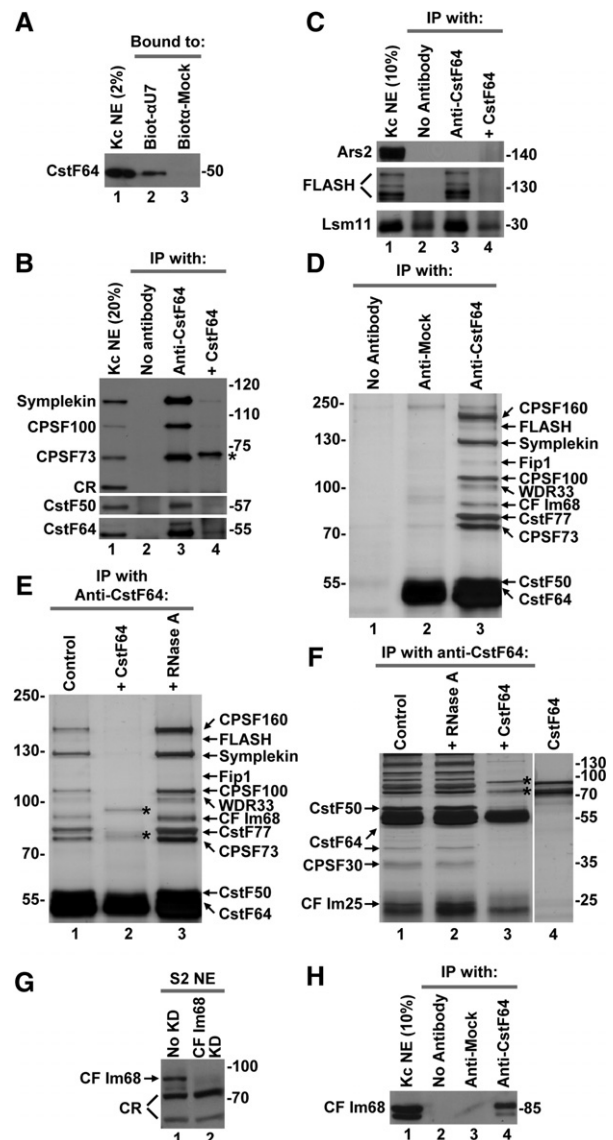 A
Bound to:
Kc NE (2%)
Biot-αU7
Biotα-Mock
CstF64
-50
1 2 3
B
IP with:
Kc NE (20%)
No antibody
Anti-CstF64
+ CstF64
-120
Symplekin
-110
CPSF100
-75
CPSF73
*
CR
CstF50
-57
CstF64
-55
1 2 3 4
C
IP with:
Kc NE (10%)
No Antibody
Anti-CstF64
+ CstF64
Ars2
-140
FLASH
-130
Lsm11
-30
1 2 3 4
D
IP with:
No Antibody
Anti-Mock
Anti-CstF64
250-
CPSF160
FLASH
130-
Symplekin
Fip1
100-
CPSF100
WDR33
CF Im68
70-
CstF77
CPSF73
55-
CstF50
CstF64
1 2 3
E
IP with
Anti-CstF64:
Control
+ CstF64
+ RNase A
250-
CPSF160
FLASH
130-
Symplekin
Fip1
100-
CPSF100
WDR33
*
CF Im68
*
CstF77
70-
CPSF73
55-
CstF50
CstF64
1 2 3
F
IP with anti-CstF64:
Control
+ RNase A
+ CstF64
CstF64
-130
-100
*
*
-70
CstF50
-55
CstF64
CPSF30
-35
CF Im25
-25
1 2 3 4
G
S2 NE
No KD
CF Im68
KD
-100
CF Im68
-70
CR
1 2
H
IP with:
Kc NE (10%)
No Antibody
Anti-Mock
Anti-CstF64
CF Im68
-85
1 2 3 4